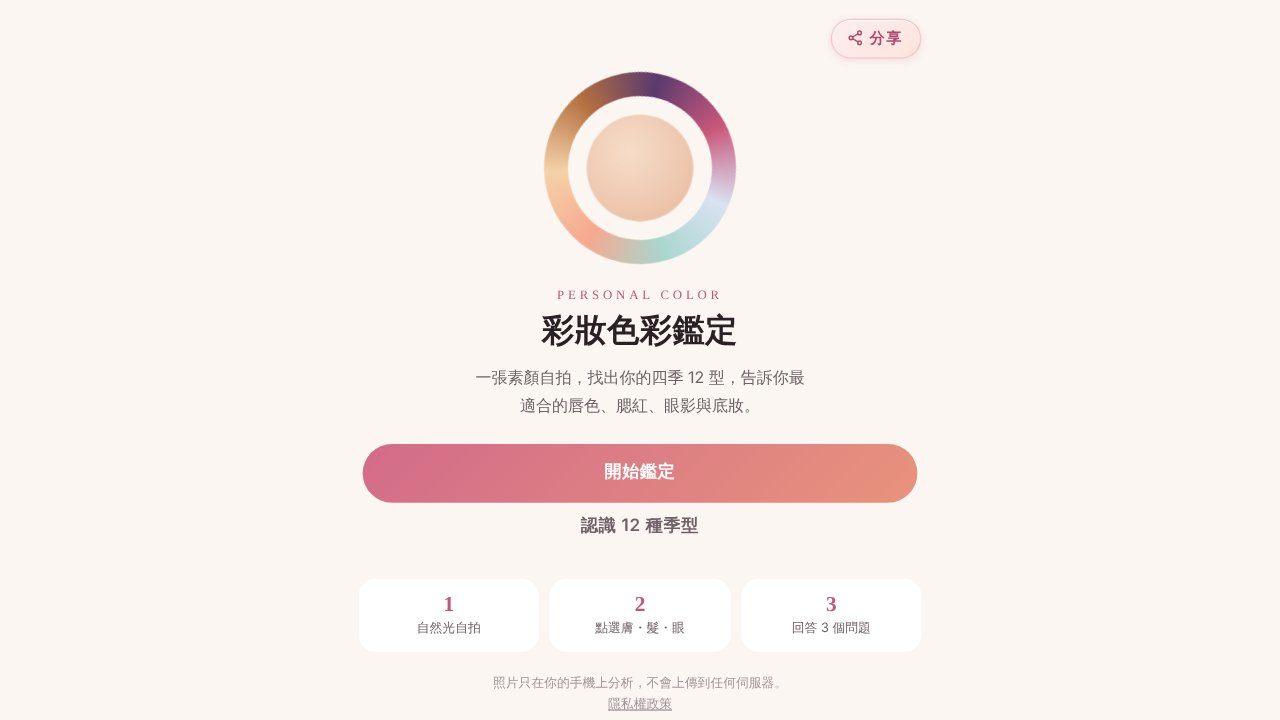 分享
PERSONAL COLOR
彩妝色彩鑑定
一張素顏自拍，找出你的四季 12 型，告訴你最
適合的唇色、腮紅、眼影與底妝。
開始鑑定
認識 12 種季型
1
自然光自拍
2
點選膚・髮・眼
3
回答 3 個問題
照片只在你的手機上分析，不會上傳到任何伺服器。
隱私權政策